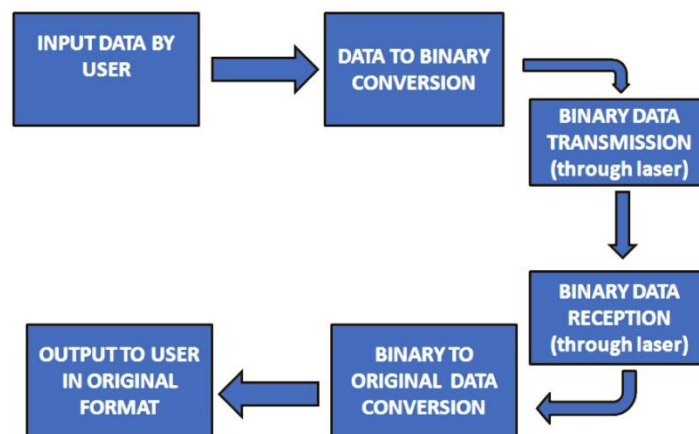 INPUT DATA BY
USER
DATA TO BINARY
CONVERSION
BINARY DATA
TRANSMISSION
(through laser)
BINARY DATA
RECEPTION
(through laser)
BINARY TO
ORIGINAL DATA
CONVERSION
OUTPUT TO USER
IN ORIGINAL
FORMAT